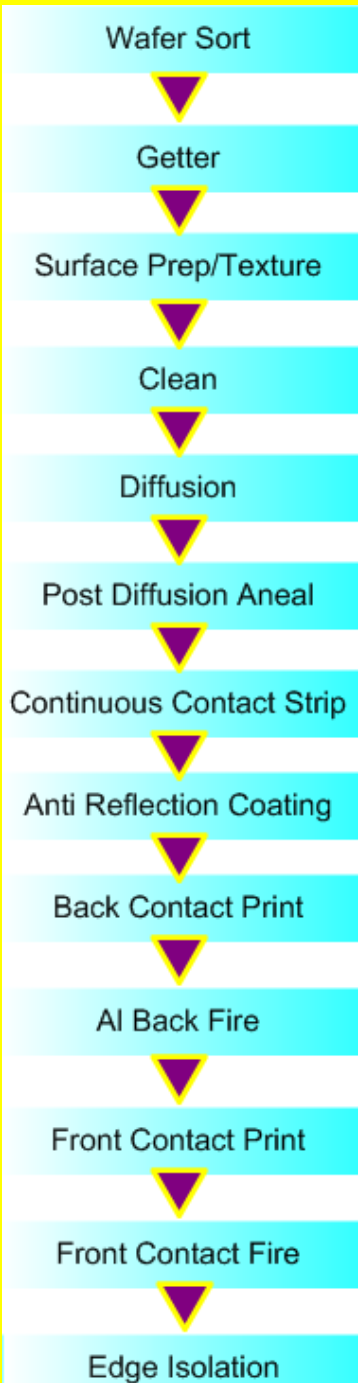 Wafer Sort
Getter
Surface Prep/Texture
Clean
Diffusion
Post Diffusion Aneal
Continuous Contact Strip
Anti Reflection Coating
Back Contact Print
Al Back Fire
Front Contact Print
Front Contact Fire
Edge Isolation